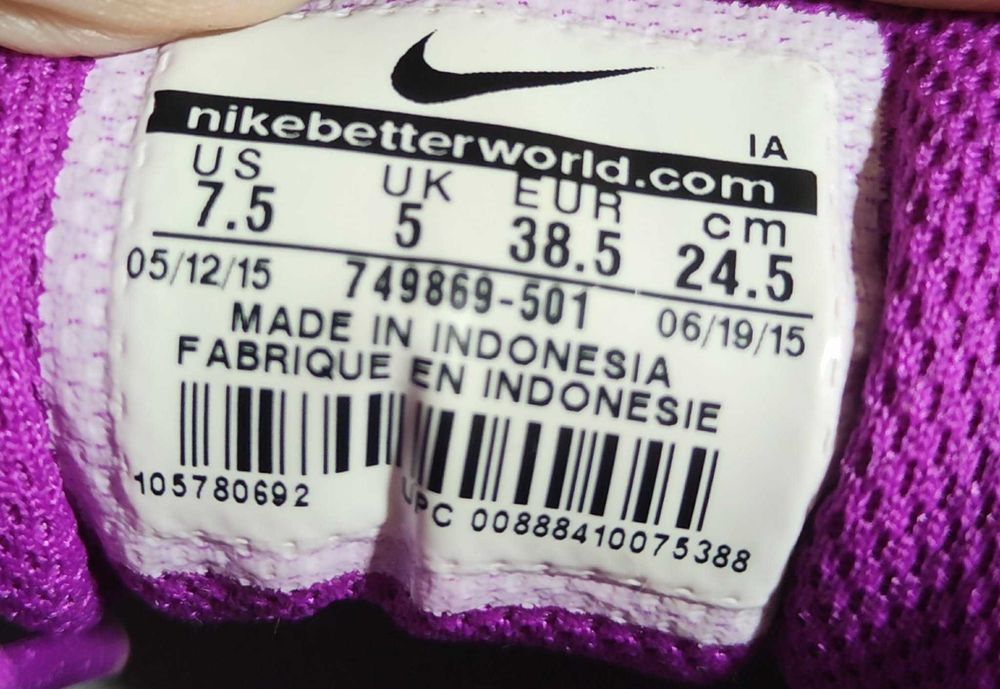 IA
nikebetterworld.com
US UK EUR cm
7.5 5 38.5 24.5
05/12/15 749869-501 06/19/15
MADE IN INDONESIA
FABRIQUE EN INDONESIE
105780692 UPC 00888410075388